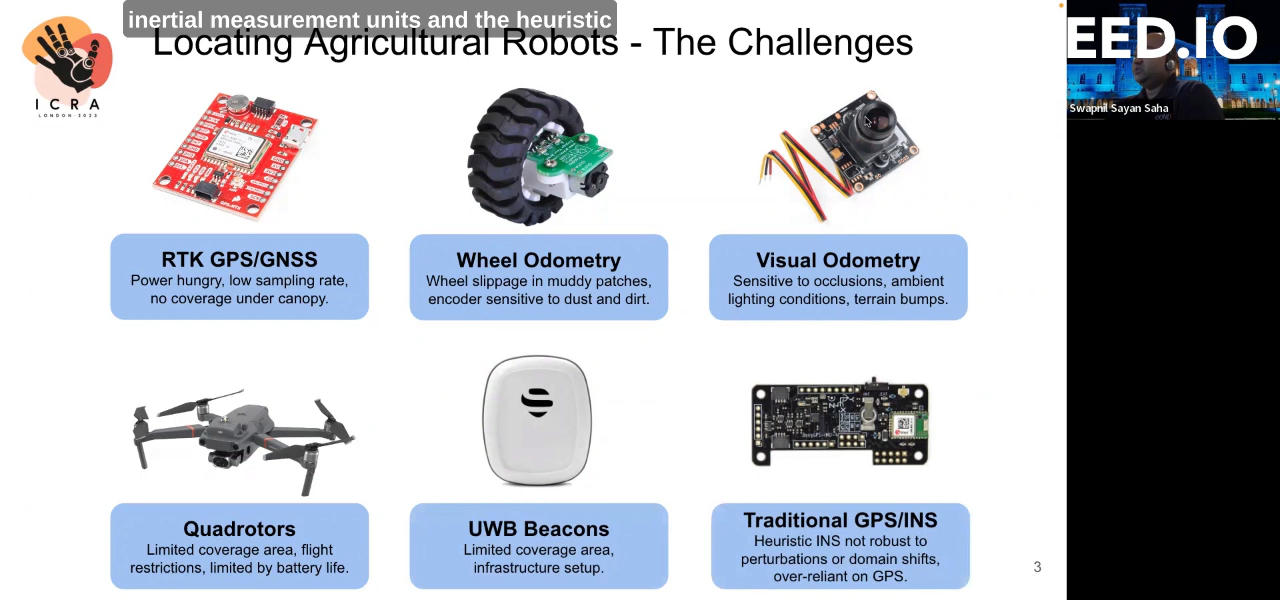 inertial measurement units and the heuristic
Locating Agricultural Robots - The Challenges
ICRA
LONDON·2023
EED.IO
Swapnil Sayan Saha
RTK GPS/GNSS
Power hungry, low sampling rate,
no coverage under canopy.
Wheel Odometry
Wheel slippage in muddy patches,
encoder sensitive to dust and dirt.
Visual Odometry
Sensitive to occlusions, ambient
lighting conditions, terrain bumps.
Quadrotors
Limited coverage area, flight
restrictions, limited by battery life.
UWB Beacons
Limited coverage area,
infrastructure setup.
Traditional GPS/INS
Heuristic INS not robust to
perturbations or domain shifts,
over-reliant on GPS.
3